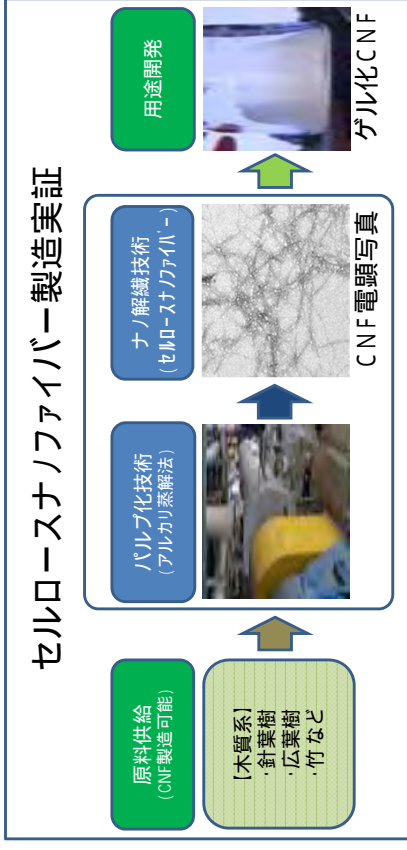 セルロースナノファイバー製造実証
原料供給
(CNF製造可能)
【木質系】
・針葉樹
・広葉樹
・竹など
パルプ化技術
(アルカリ蒸解法)
ナノ解繊技術
(セルロースナノファイバー)
CNF電顕写真
用途開発
ゲル化CNF